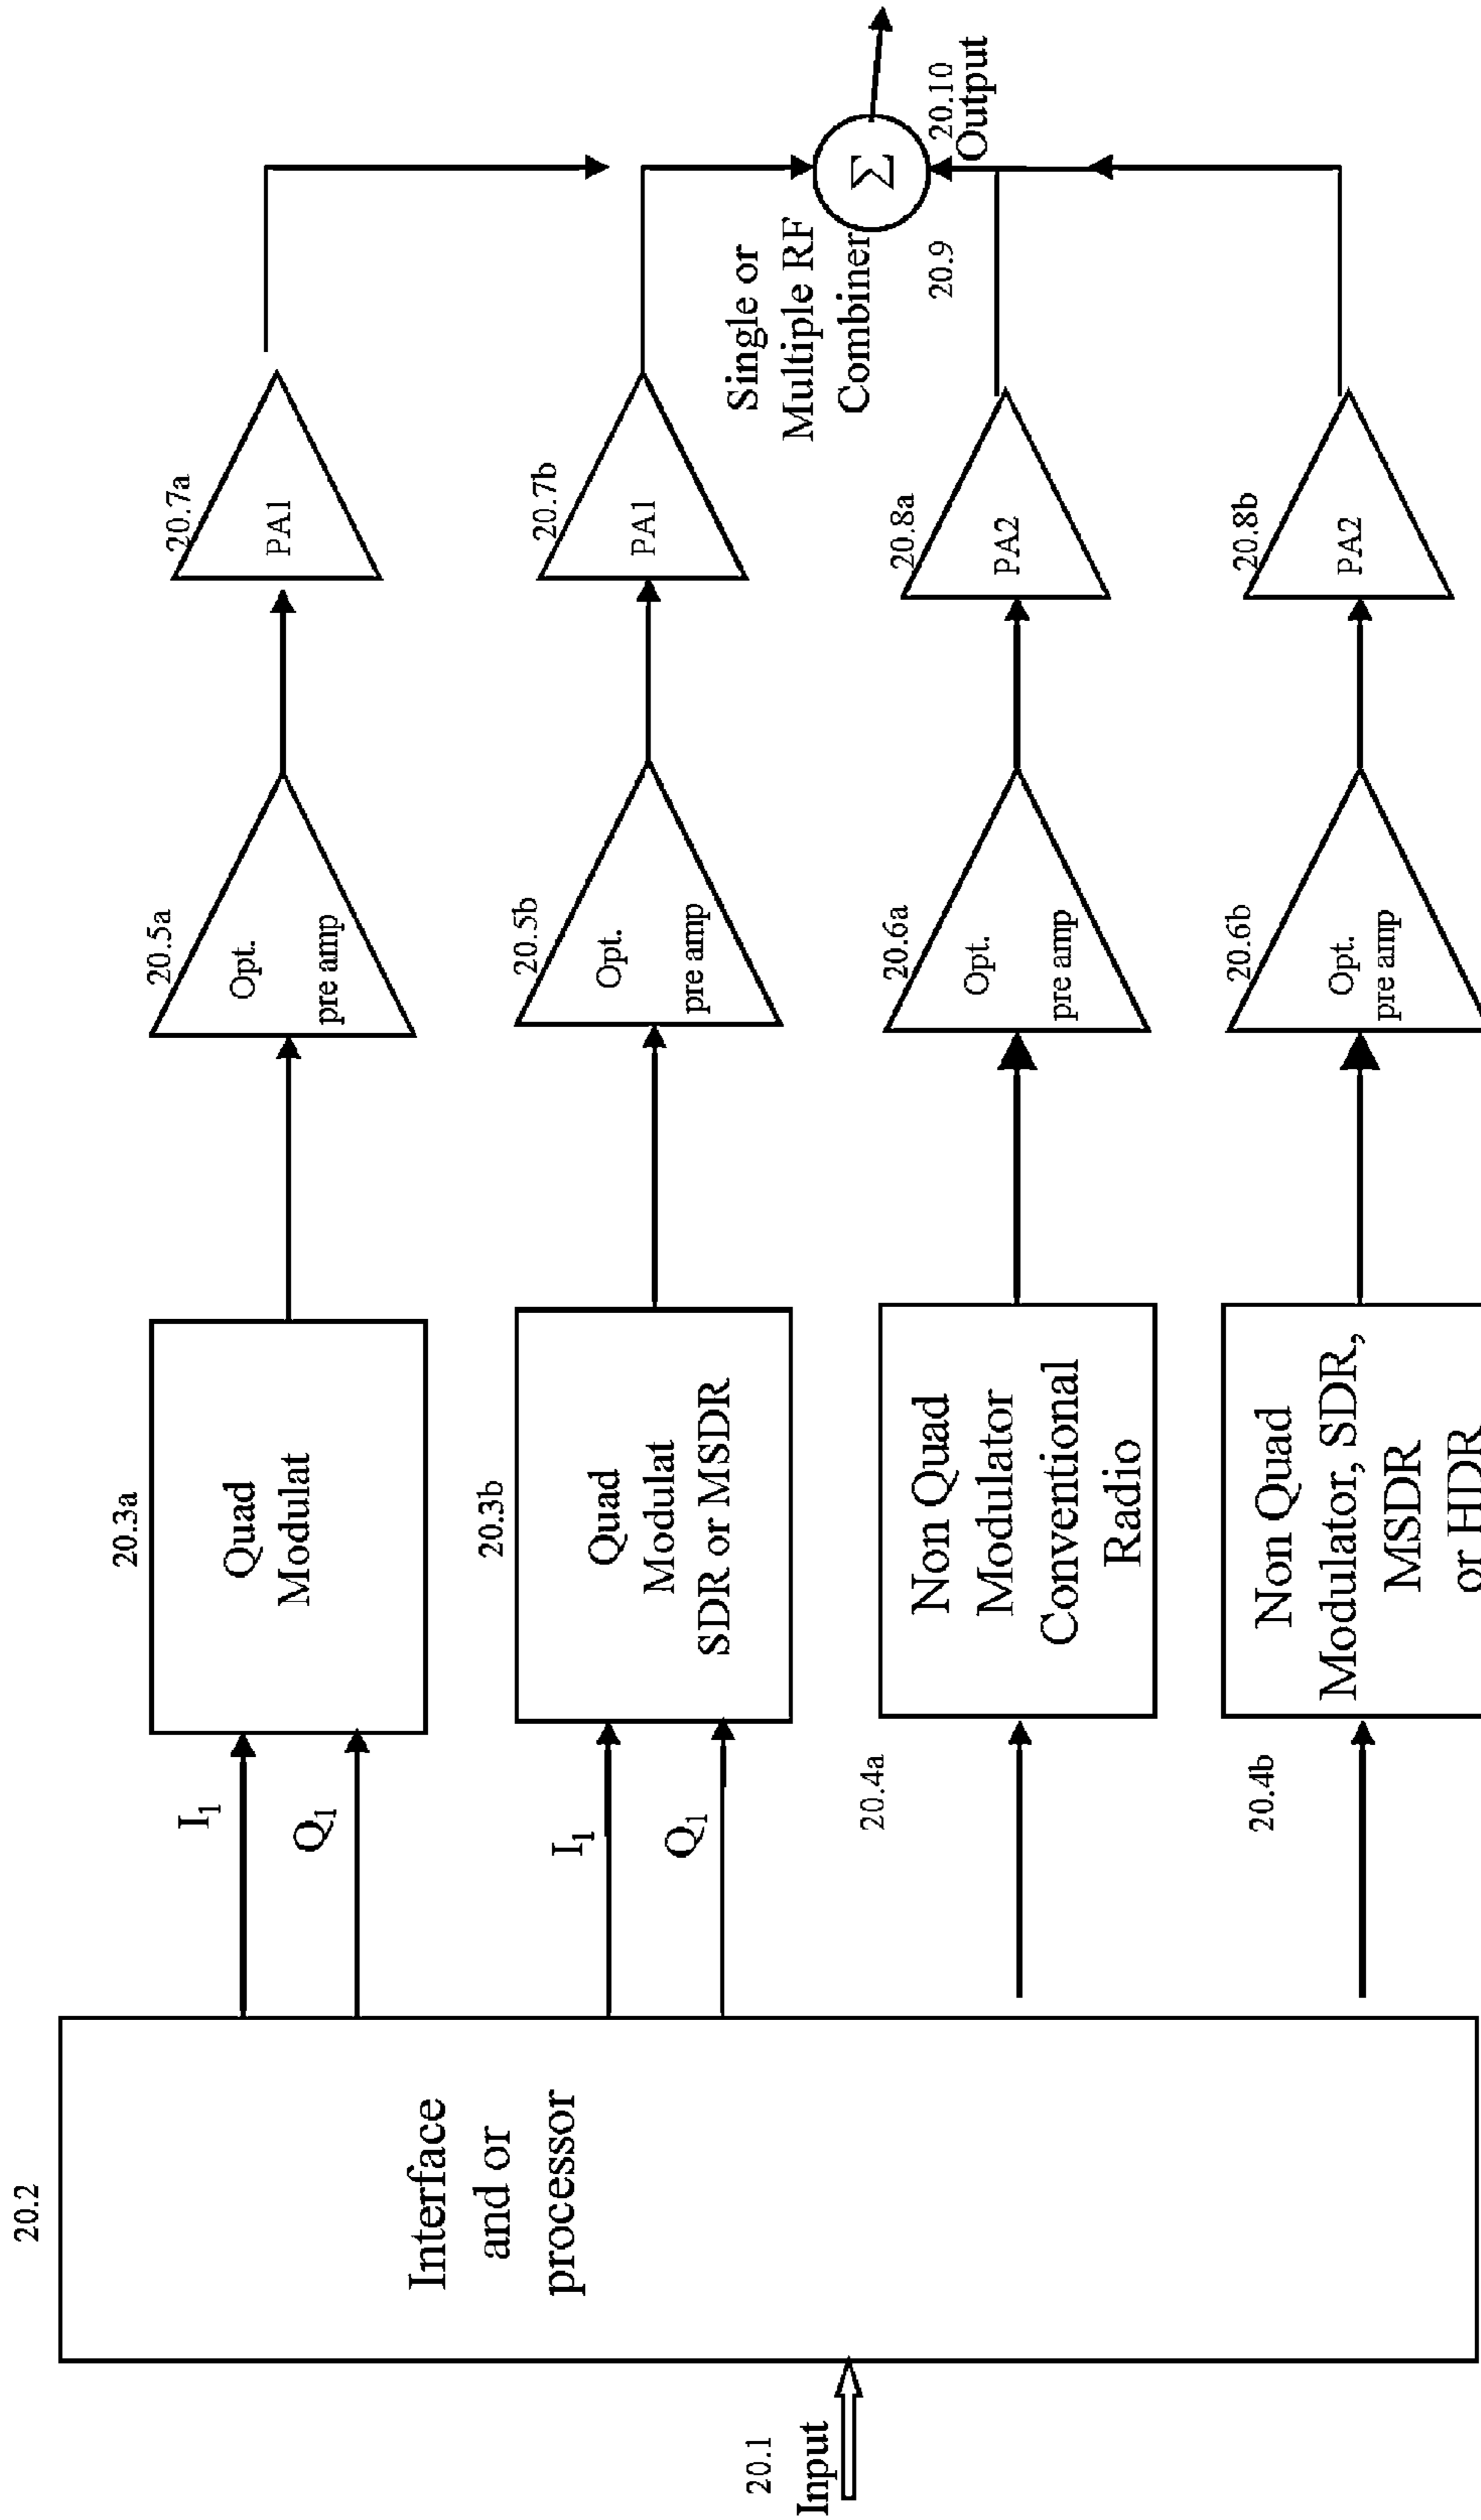 20.1
Input
20.2
Interface
and or
processor
I1
Q1
20.3a
Quad
Modulat
20.5a
Opt.
pre amp
20.7a
PA1
I1
Q1
20.3b
Quad
Modulat
SDR or MSDR
20.5b
Opt.
pre amp
20.7b
PA1
Single or
Multiple RF
Combiner
Σ
20.9
20.10
Output
20.4a
Non Quad
Modulator
Conventional
Radio
20.6a
Opt.
pre amp
20.8a
PA2
20.4b
Non Quad
Modulator, SDR,
MSDR
or HDR
20.6b
Opt.
pre amp
20.8b
PA2